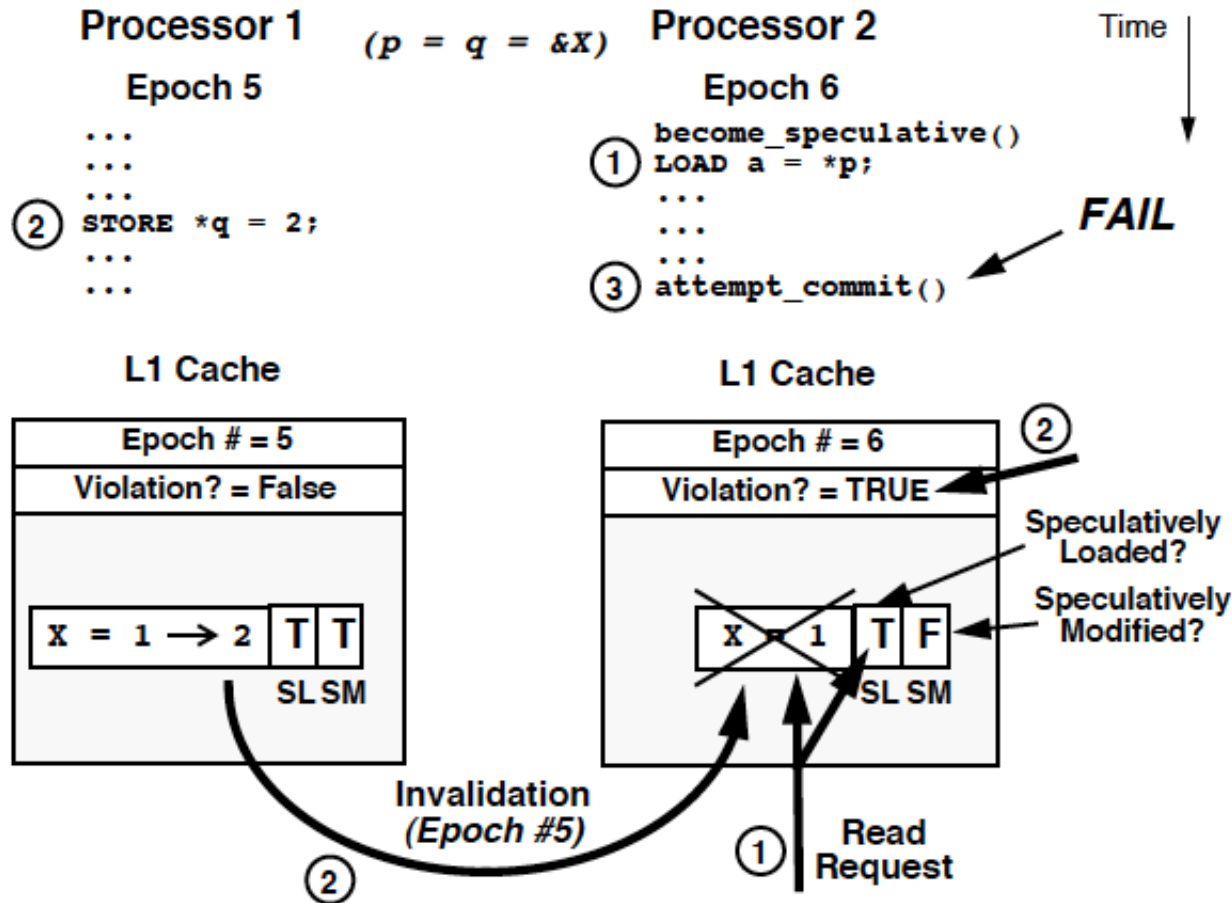 Processor 1
(p = q = &X)
Processor 2
Time
Epoch 5
Epoch 6
...
...
...
2
STORE *q = 2;
...
...
become_speculative()
1
LOAD a = *p;
...
...
...
3
attempt_commit()
FAIL
L1 Cache
Epoch # = 5
Violation? = False
X = 1 → 2
T
T
SL SM
L1 Cache
Epoch # = 6
2
Violation? = TRUE
Speculatively
Loaded?
Speculatively
Modified?
X = 1
T
F
SL SM
Invalidation
(Epoch #5)
2
1
Read
Request